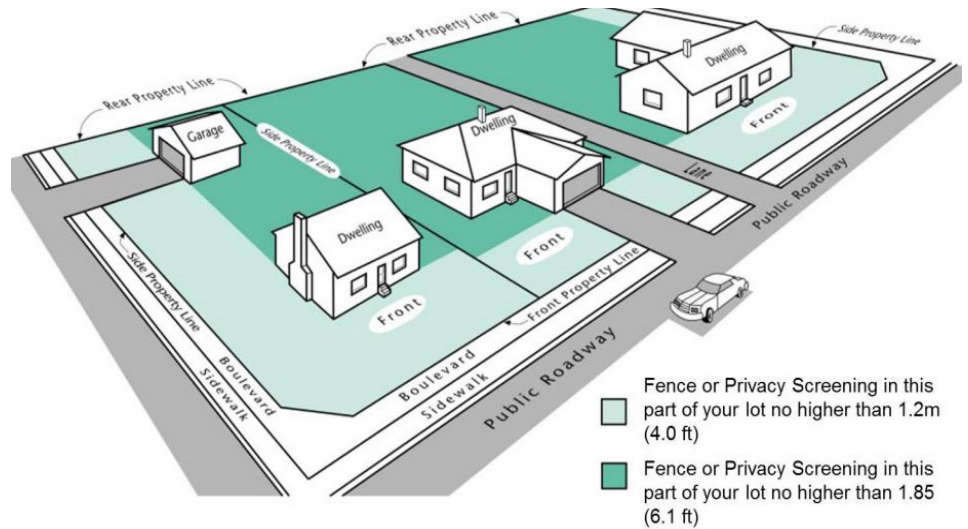 Rear Property Line
Side Property Line
Dwelling
Rear Property Line
Garage
Side Property Line
Dwelling
Front
Lane
Public Roadway
Dwelling
Front
Front
Front Property Line
Side Property Line
Boulevard
Sidewalk
Boulevard
Sidewalk
Public Roadway
Fence or Privacy Screening in this
part of your lot no higher than 1.2m
(4.0 ft)
Fence or Privacy Screening in this
part of your lot no higher than 1.85
(6.1 ft)